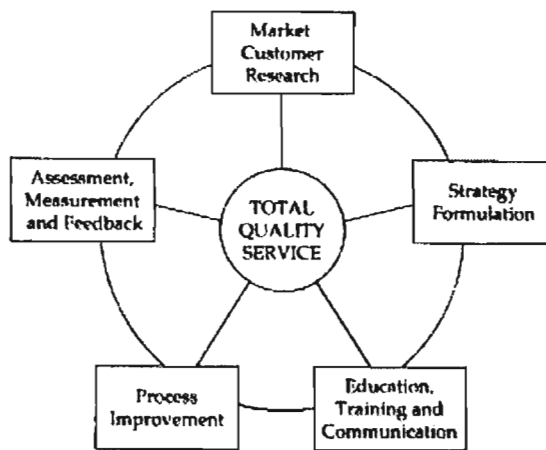 Market
Customer
Research
Assessment,
Measurement
and Feedback
TOTAL
QUALITY
SERVICE
Strategy
Formulation
Process
Improvement
Education,
Training and
Communication